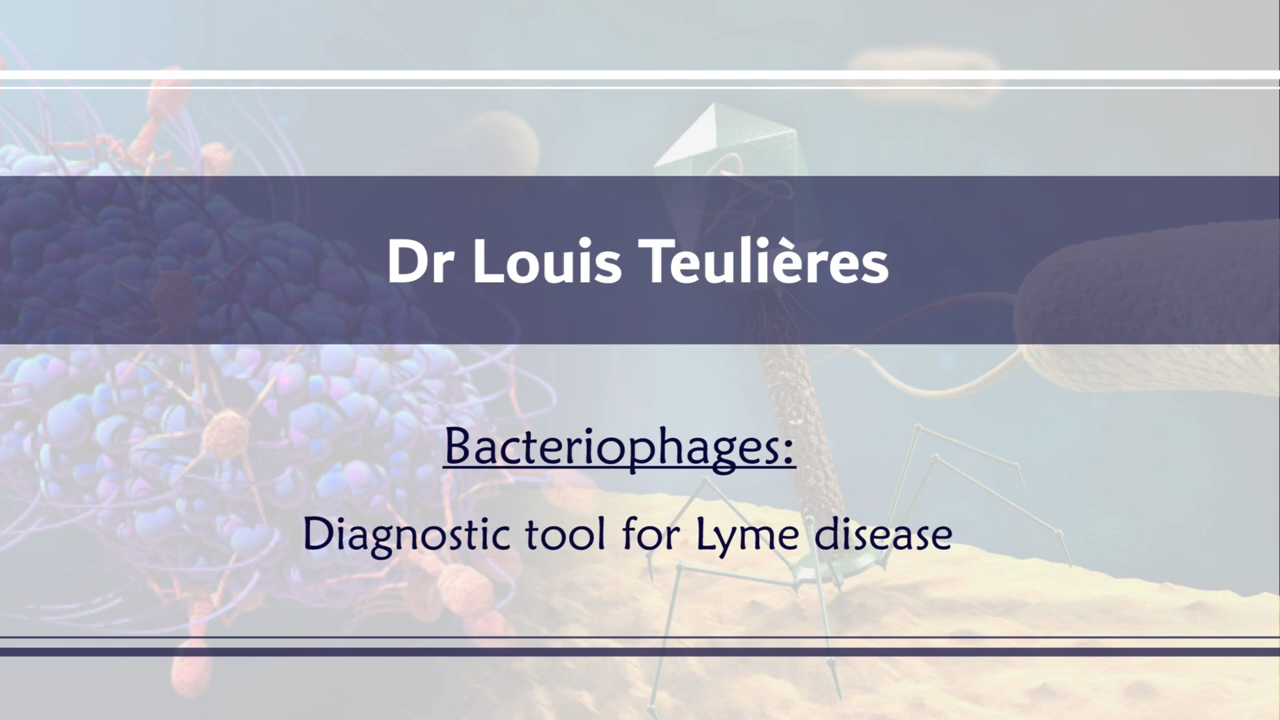 Dr Louis Teulières
Bacteriophages:
Diagnostic tool for Lyme disease